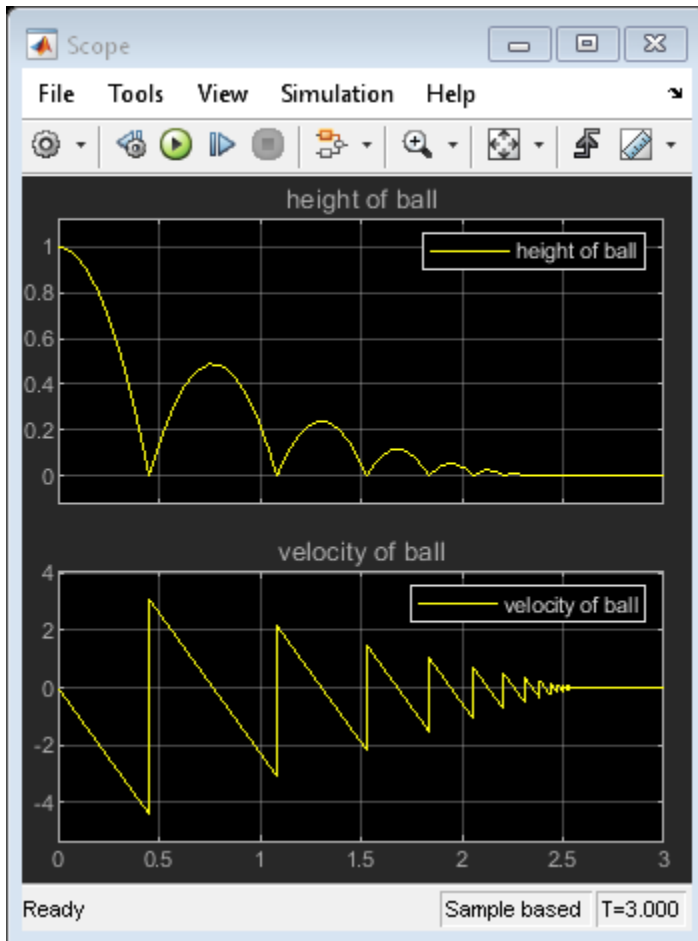 Scope
File Tools View Simulation Help
height of ball
height of ball
1
0.8
0.6
0.4
0.2
0
velocity of ball
velocity of ball
4
2
0
-2
-4
0 0.5 1 1.5 2 2.5 3
Ready Sample based T=3.000